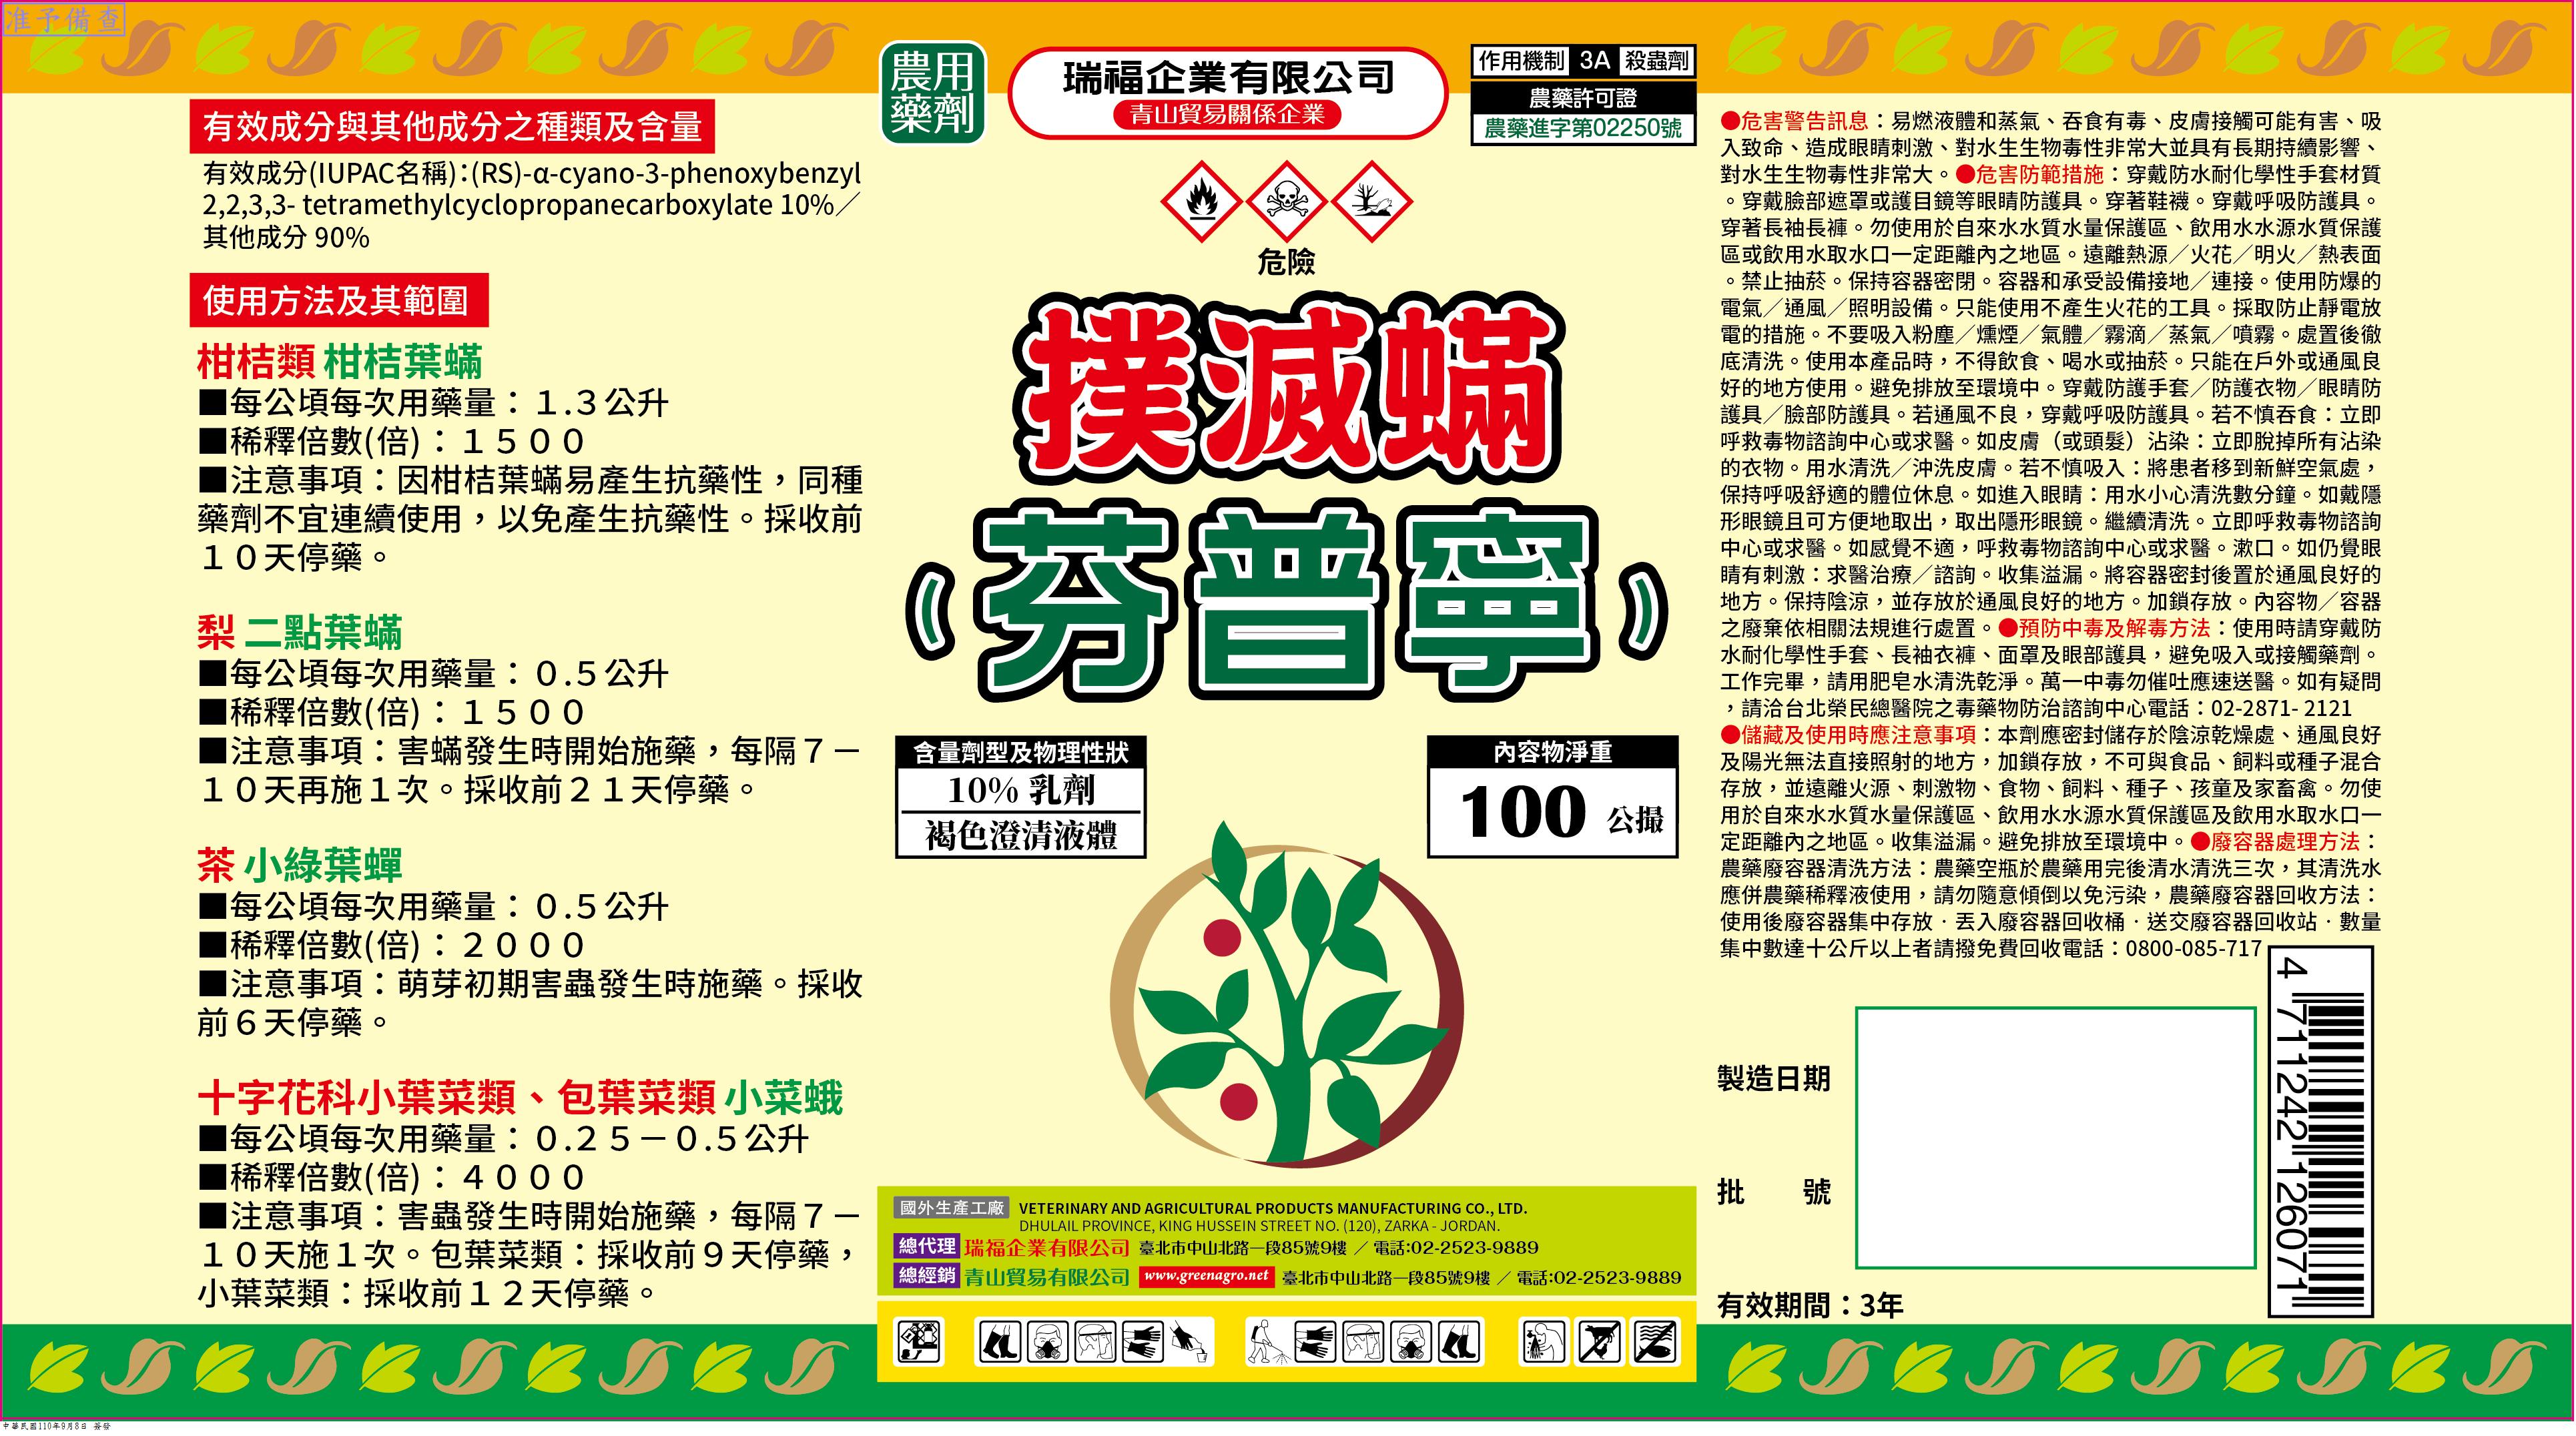 准予備查
有效成分與其他成分之種類及含量
有效成分(IUPAC名稱):(RS)-α-cyano-3-phenoxybenzyl
2,2,3,3- tetramethylcyclopropanecarboxylate 10%／
其他成分 90%
使用方法及其範圍
柑桔類 柑桔葉蟎
■每公頃每次用藥量：１.３公升
■稀釋倍數(倍)：１５００
■注意事項：因柑桔葉蟎易產生抗藥性，同種
藥劑不宜連續使用，以免產生抗藥性。採收前
１０天停藥。
梨 二點葉蟎
■每公頃每次用藥量：０.５公升
■稀釋倍數(倍)：１５００
■注意事項：害蟎發生時開始施藥，每隔７－
１０天再施１次。採收前２１天停藥。
茶 小綠葉蟬
■每公頃每次用藥量：０.５公升
■稀釋倍數(倍)：２０００
■注意事項：萌芽初期害蟲發生時施藥。採收
前６天停藥。
十字花科小葉菜類、包葉菜類 小菜蛾
■每公頃每次用藥量：０.２５－０.５公升
■稀釋倍數(倍)：４０００
■注意事項：害蟲發生時開始施藥，每隔７－
１０天施１次。包葉菜類：採收前９天停藥，
小葉菜類：採收前１２天停藥。
農用
藥劑
瑞福企業有限公司
青山貿易關係企業
作用機制 3A 殺蟲劑
農藥許可證
農藥進字第02250號
危險
撲滅蟎
(芬普寧)
含量劑型及物理性狀
10% 乳劑
褐色澄清液體
內容物淨重
100 公撮
國外生產工廠 VETERINARY AND AGRICULTURAL PRODUCTS MANUFACTURING CO., LTD.
DHULAIL PROVINCE, KING HUSSEIN STREET NO. (120), ZARKA - JORDAN.
總代理 瑞福企業有限公司 臺北市中山北路一段85號9樓 ／ 電話:02-2523-9889
總經銷 青山貿易有限公司 www.greenagro.net 臺北市中山北路一段85號9樓 ／ 電話:02-2523-9889
●危害警告訊息：易燃液體和蒸氣、吞食有毒、皮膚接觸可能有害、吸
入致命、造成眼睛刺激、對水生生物毒性非常大並具有長期持續影響、
對水生生物毒性非常大。●危害防範措施：穿戴防水耐化學性手套材質
。穿戴臉部遮罩或護目鏡等眼睛防護具。穿著鞋襪。穿戴呼吸防護具。
穿著長袖長褲。勿使用於自來水水質水量保護區、飲用水水源水質保護
區或飲用水取水口一定距離內之地區。遠離熱源／火花／明火／熱表面
。禁止抽菸。保持容器密閉。容器和承受設備接地／連接。使用防爆的
電氣／通風／照明設備。只能使用不產生火花的工具。採取防止靜電放
電的措施。不要吸入粉塵／燻煙／氣體／霧滴／蒸氣／噴霧。處置後徹
底清洗。使用本產品時，不得飲食、喝水或抽菸。只能在戶外或通風良
好的地方使用。避免排放至環境中。穿戴防護手套／防護衣物／眼睛防
護具／臉部防護具。若通風不良，穿戴呼吸防護具。若不慎吞食：立即
呼救毒物諮詢中心或求醫。如皮膚（或頭髮）沾染：立即脫掉所有沾染
的衣物。用水清洗／沖洗皮膚。若不慎吸入：將患者移到新鮮空氣處，
保持呼吸舒適的體位休息。如進入眼睛：用水小心清洗數分鐘。如戴隱
形眼鏡且可方便地取出，取出隱形眼鏡。繼續清洗。立即呼救毒物諮詢
中心或求醫。如感覺不適，呼救毒物諮詢中心或求醫。漱口。如仍覺眼
睛有刺激：求醫治療／諮詢。收集溢漏。將容器密封後置於通風良好的
地方。保持陰涼，並存放於通風良好的地方。加鎖存放。內容物／容器
之廢棄依相關法規進行處置。●預防中毒及解毒方法：使用時請穿戴防
水耐化學性手套、長袖衣褲、面罩及眼部護具，避免吸入或接觸藥劑。
工作完畢，請用肥皂水清洗乾淨。萬一中毒勿催吐應速送醫。如有疑問
，請洽台北榮民總醫院之毒藥物防治諮詢中心電話：02-2871- 2121
●儲藏及使用時應注意事項：本劑應密封儲存於陰涼乾燥處、通風良好
及陽光無法直接照射的地方，加鎖存放，不可與食品、飼料或種子混合
存放，並遠離火源、刺激物、食物、飼料、種子、孩童及家畜禽。勿使
用於自來水水質水量保護區、飲用水水源水質保護區及飲用水取水口一
定距離內之地區。收集溢漏。避免排放至環境中。●廢容器處理方法：
農藥廢容器清洗方法：農藥空瓶於農藥用完後清水清洗三次，其清洗水
應併農藥稀釋液使用，請勿隨意傾倒以免污染，農藥廢容器回收方法：
使用後廢容器集中存放‧丟入廢容器回收桶‧送交廢容器回收站‧數量
集中數達十公斤以上者請撥免費回收電話：0800-085-717
製造日期
批　　號
有效期間：3年
4 711242 126071
中華民國110年9月8日 簽發